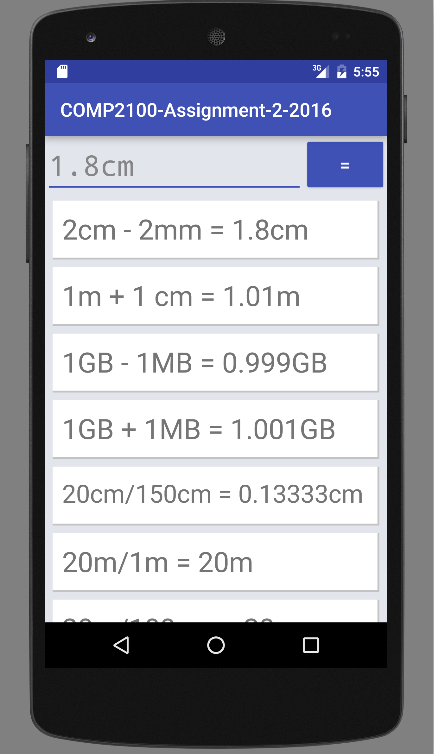 3G 5:55
COMP2100-Assignment-2-2016
1.8cm =
2cm - 2mm = 1.8cm
1m + 1 cm = 1.01m
1GB - 1MB = 0.999GB
1GB + 1MB = 1.001GB
20cm/150cm = 0.13333cm
20m/1m = 20m